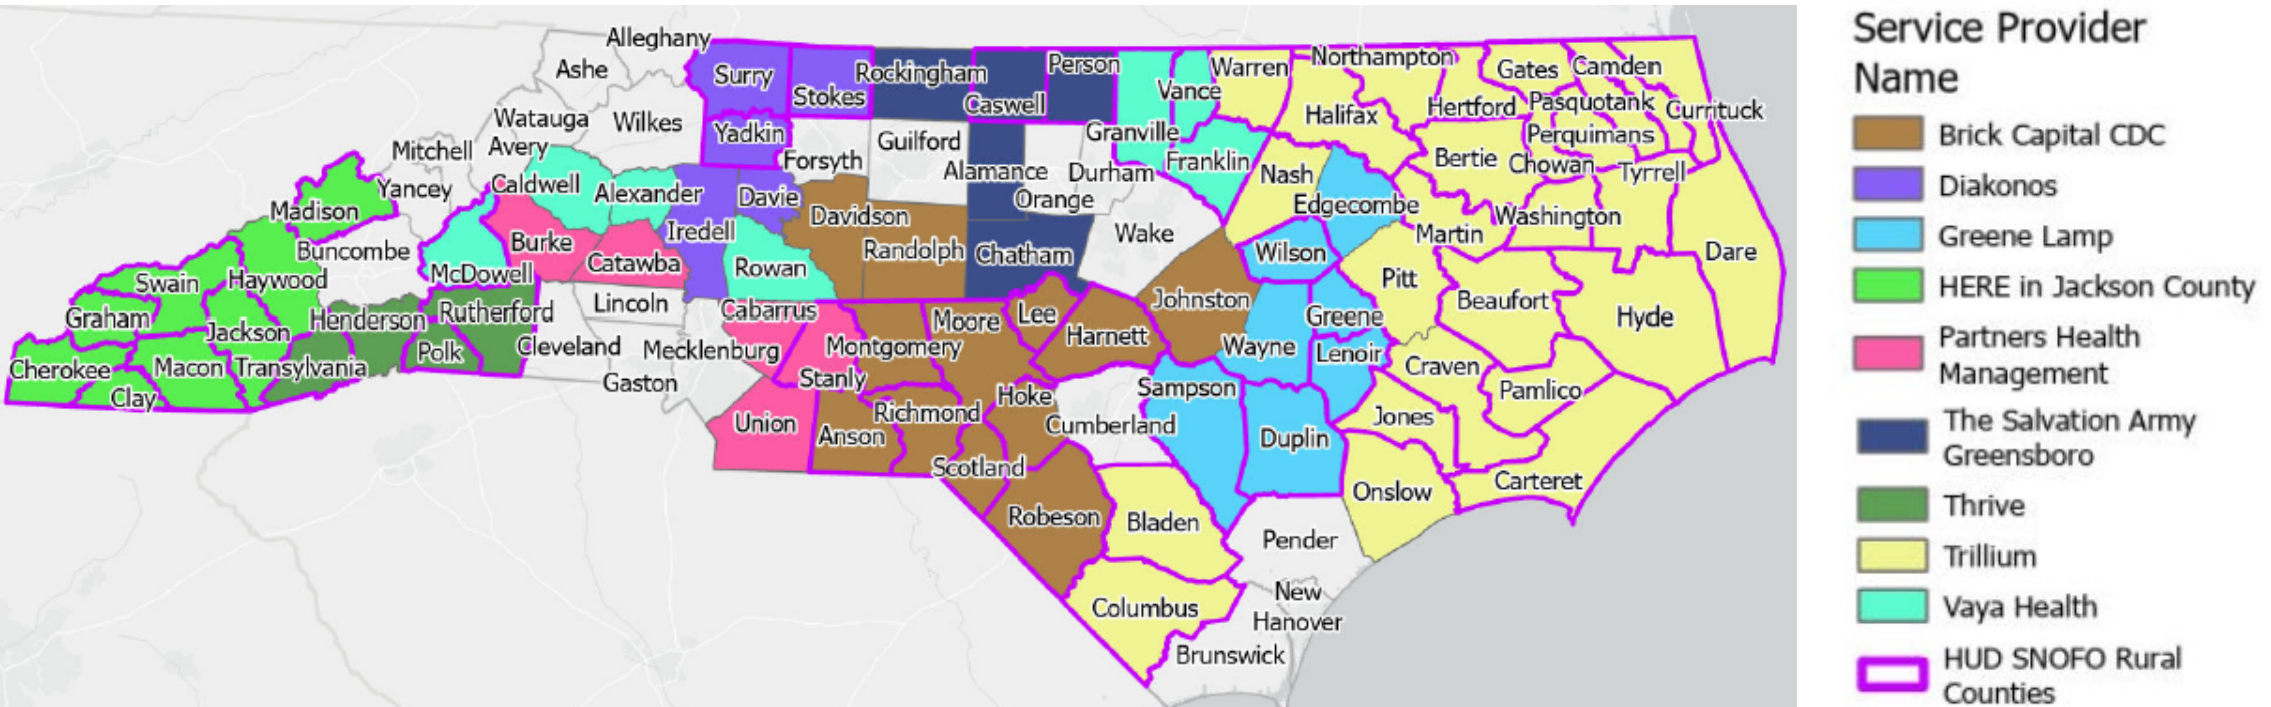 Alleghany
Ashe
Surry
Stokes
Rockingham
Caswell
Person
Vance
Warren
Northampton
Gates
Camden
Currituck
Pasquotank
Hertford
Perquimans
Halifax
Watauga
Wilkes
Yadkin
Forsyth
Guilford
Alamance
Granville
Durham
Franklin
Orange
Nash
Bertie
Chowan
Tyrrell
Mitchell
Avery
Yancey
Caldwell
Alexander
Davie
Davidson
Edgecombe
Washington
Martin
Madison
Buncombe
Burke
Iredell
Randolph
Chatham
Wake
Wilson
Dare
Swain
Haywood
McDowell
Catawba
Rowan
Pitt
Beaufort
Hyde
Graham
Jackson
Henderson
Rutherford
Lincoln
Cabarrus
Moore
Lee
Johnston
Greene
Harnett
Cherokee
Macon
Transylvania
Polk
Cleveland
Mecklenburg
Montgomery
Wayne
Lenoir
Craven
Clay
Gaston
Stanly
Hoke
Sampson
Pamlico
Union
Anson
Richmond
Cumberland
Duplin
Jones
Scotland
Robeson
Bladen
Onslow
Carteret
Pender
Columbus
New
Hanover
Brunswick
Service Provider
Name
Brick Capital CDC
Diakonos
Greene Lamp
HERE in Jackson County
Partners Health
Management
The Salvation Army
Greensboro
Thrive
Trillium
Vaya Health
HUD SNOFO Rural
Counties